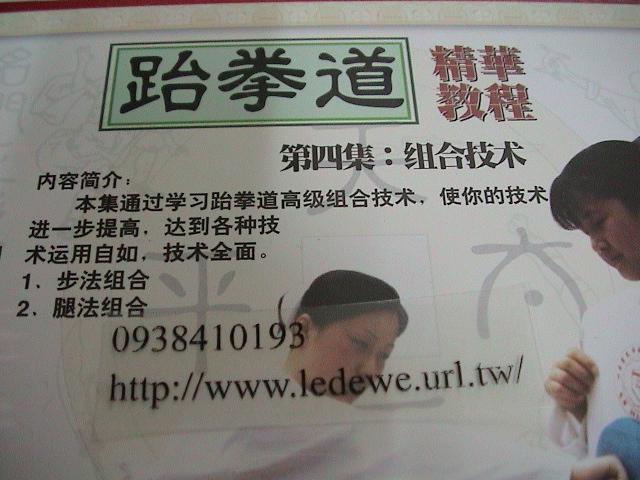 跆拳道
精華
教程
第四集：组合技术
内容简介：
本集通过学习跆拳道高级组合技术，使你的技术
进一步提高，达到各种技
术运用自如，技术全面。
1．步法组合
2．腿法组合
0938410193
http://www.ledewe.url.tw/